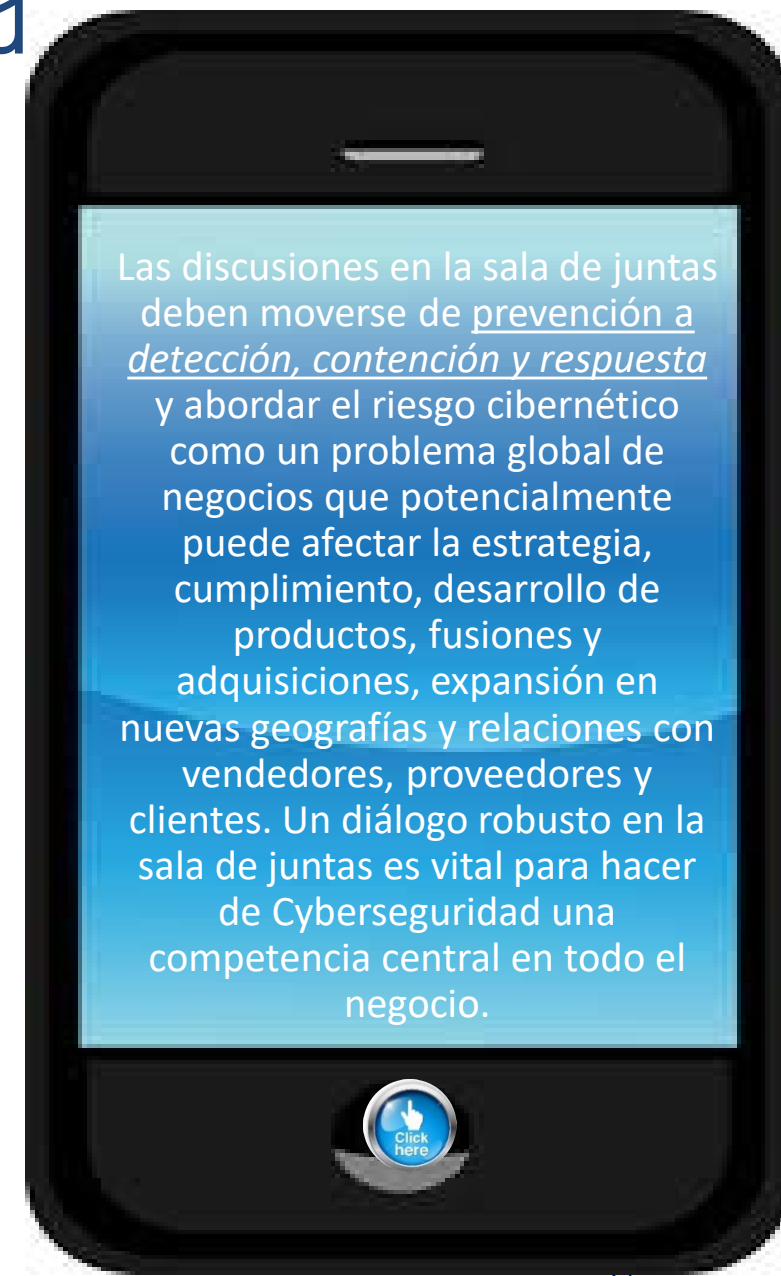 Las discusiones en la sala de juntas
deben moverse de prevención a
detección, contención y respuesta
y abordar el riesgo cibernético
como un problema global de
negocios que potencialmente
puede afectar la estrategia,
cumplimiento, desarrollo de
productos, fusiones y
adquisiciones, expansión en
nuevas geografías y relaciones con
vendedores, proveedores y
clientes. Un diálogo robusto en la
sala de juntas es vital para hacer
de Cyberseguridad una
competencia central en todo el
negocio.
Click
here